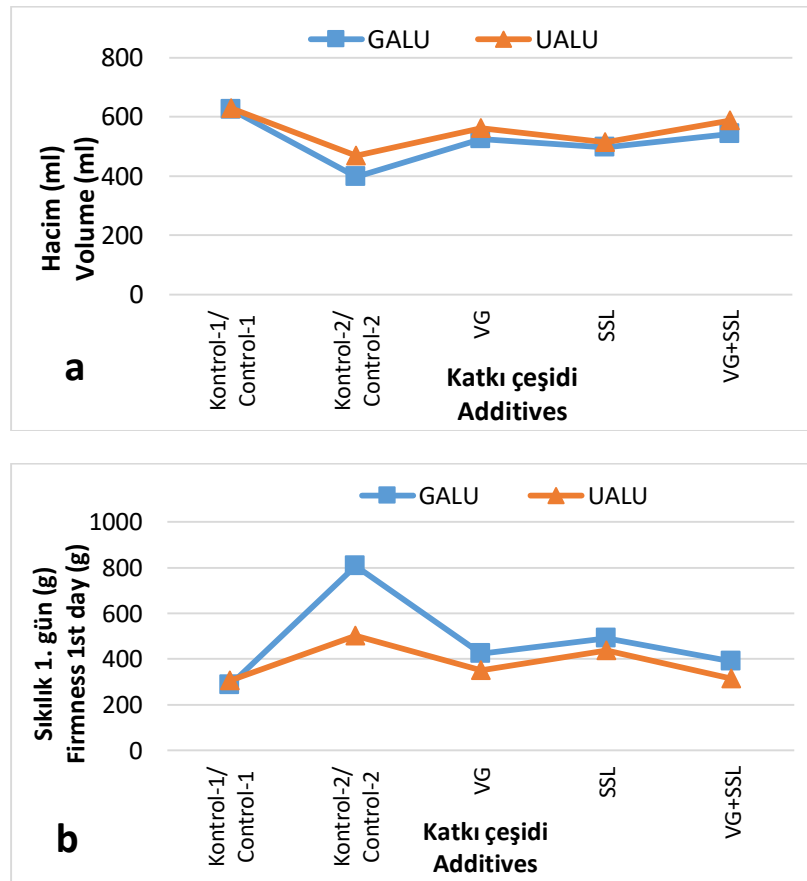 GALU UALU
800
600
400
200
0
Hacim (ml)
Volume (ml)
Kontrol-1/
Control-1
Kontrol-2/
Control-2
VG
SSL
VG+SSL
Katkı çeşidi
Additives
a
GALU UALU
1000
800
600
400
200
0
Sıkılık 1. gün (g)
Firmness 1st day (g)
Kontrol-1/
Control-1
Kontrol-2/
Control-2
VG
SSL
VG+SSL
Katkı çeşidi
Additives
b